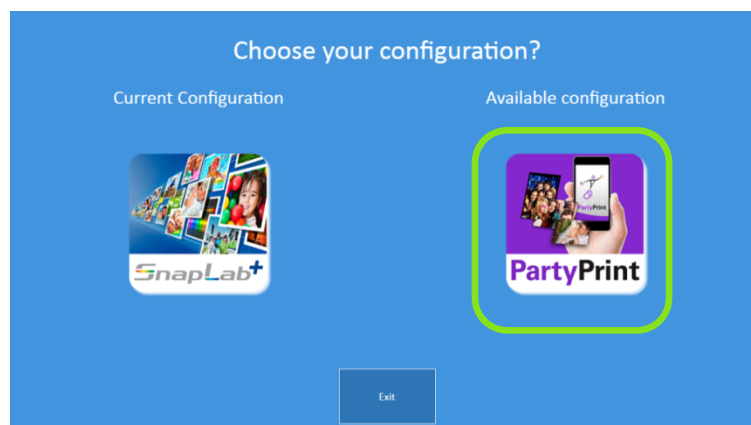 Choose your configuration?
Current Configuration
Available configuration
SnapLab+
PartyPrint
PartyPrint
Exit